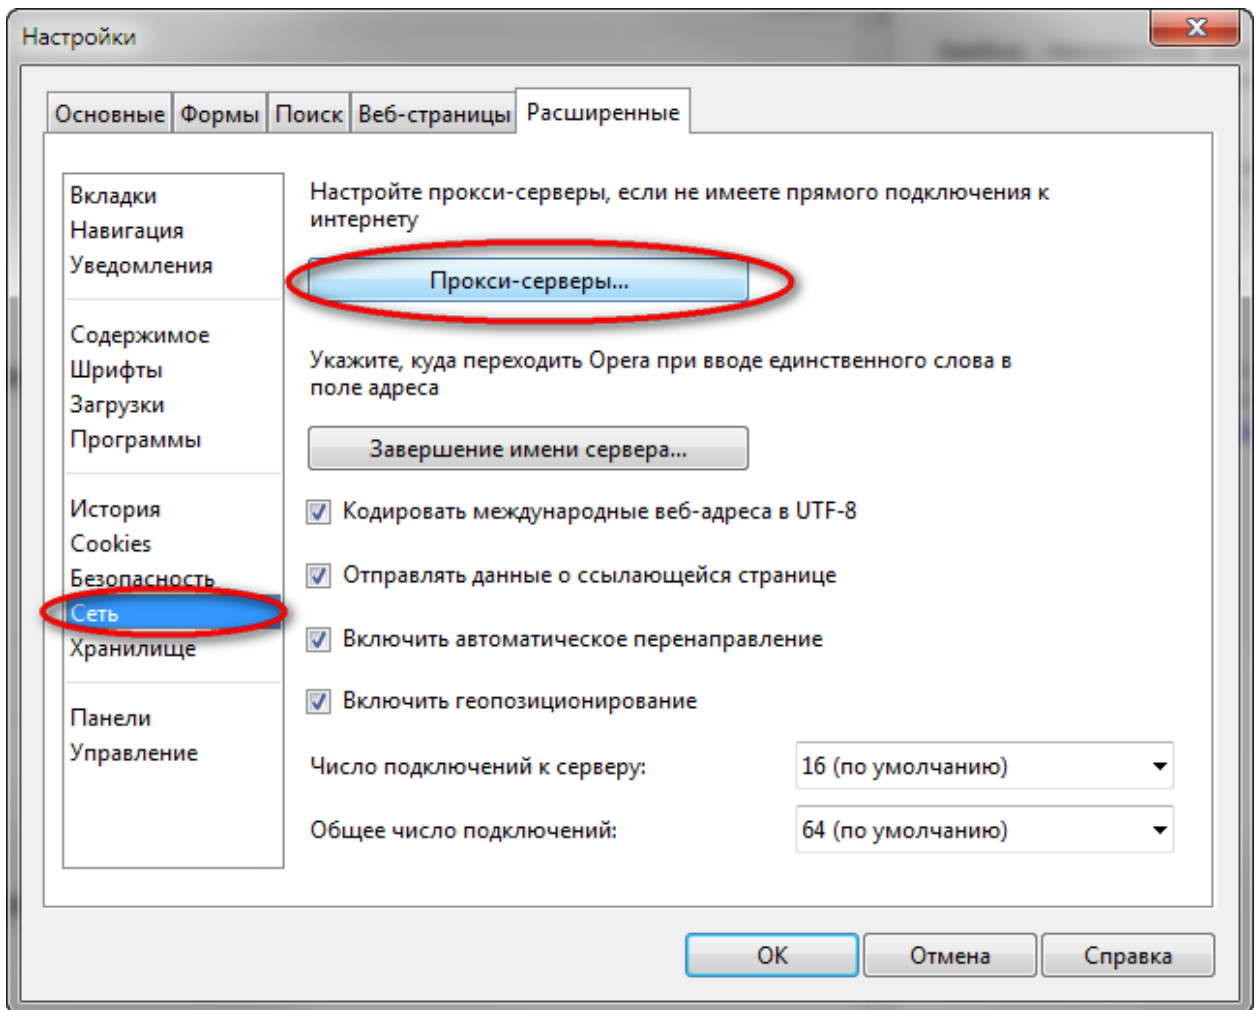 Настройки
Основные Формы Поиск Веб-страницы Расширенные
Вкладки
Навигация
Уведомления
Содержимое
Шрифты
Загрузки
Программы
История
Cookies
Безопасность
Сеть
Хранилище
Панели
Управление
Настройте прокси-серверы, если не имеете прямого подключения к
интернету
Прокси-серверы...
Укажите, куда переходить Opera при вводе единственного слова в
поле адреса
Завершение имени сервера...
Кодировать международные веб-адреса в UTF-8
Отправлять данные о ссылающейся странице
Включить автоматическое перенаправление
Включить геопозиционирование
Число подключений к серверу: 16 (по умолчанию)
Общее число подключений: 64 (по умолчанию)
OK Отмена Справка